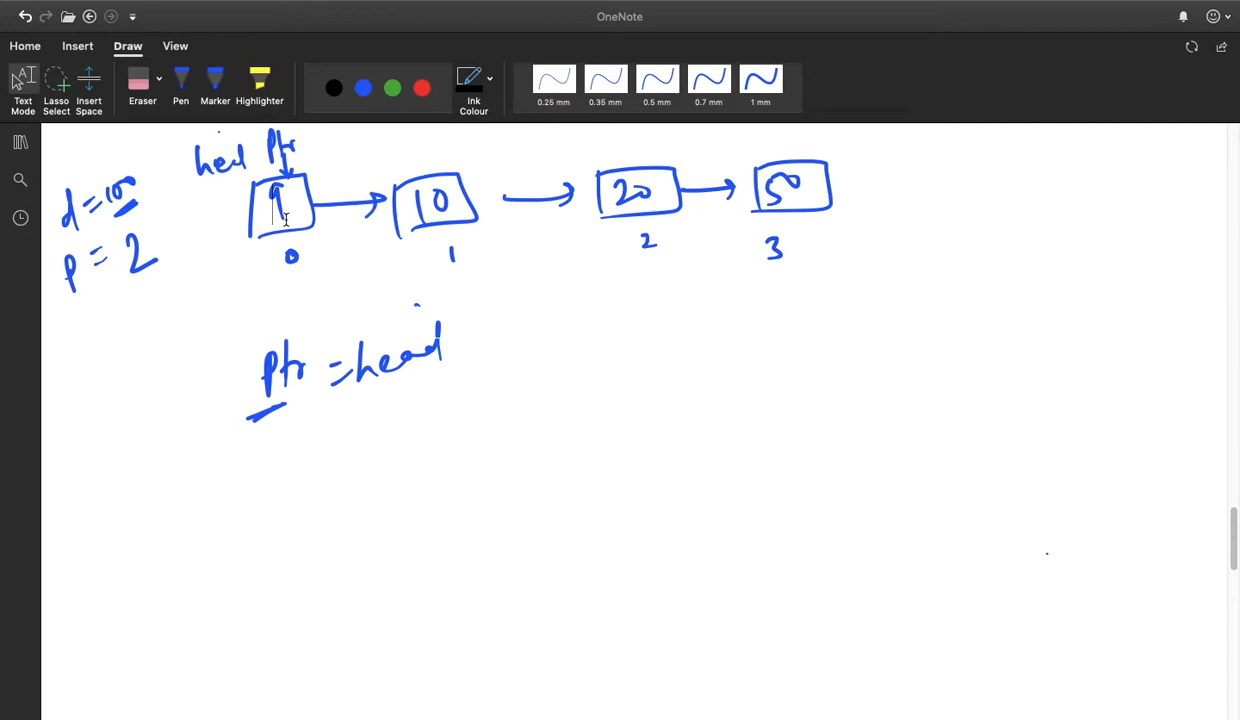 OneNote
Home Insert Draw View
Text Mode
Lasso Select
Insert Space
Eraser
Pen
Marker
Highlighter
Ink Colour
0.25 mm
0.35 mm
0.5 mm
0.7 mm
1 mm
head Ptr
d=100
p=2
9 10 20 50
0 1 2 3
Ptr =head